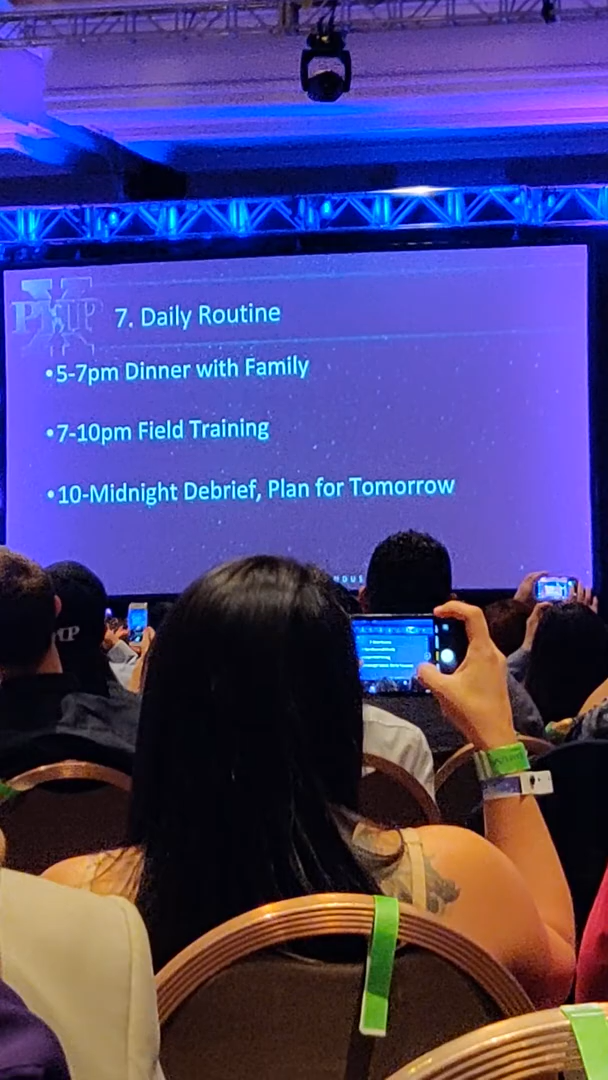 PHP
7. Daily Routine
•5-7pm Dinner with Family
•7-10pm Field Training
•10-Midnight Debrief, Plan for Tomorrow
HP